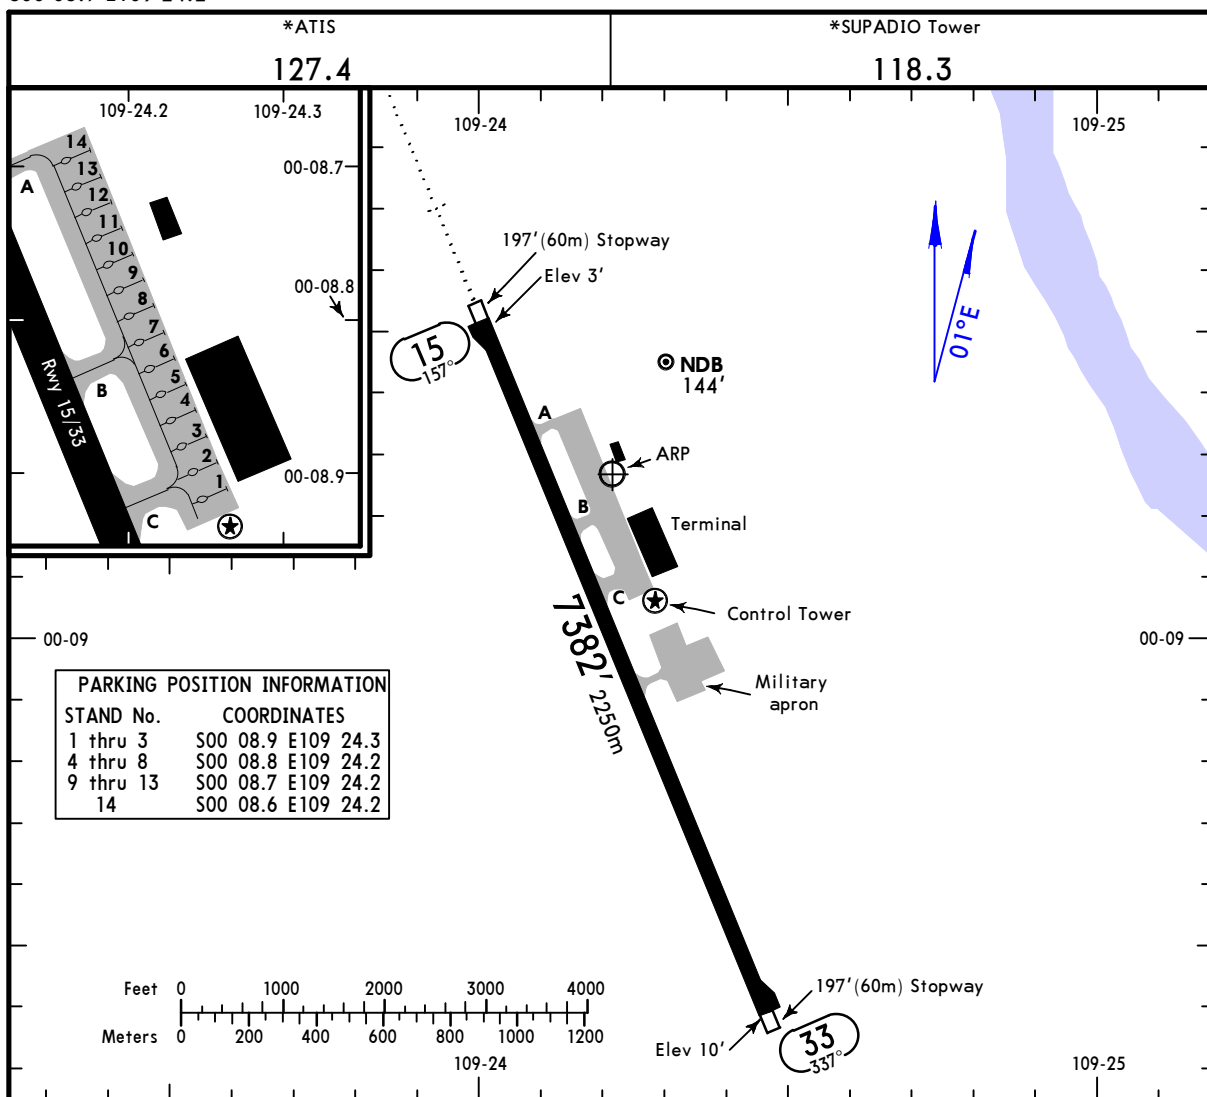 *ATIS
127.4
*SUPADIO Tower
118.3
109-24.2
109-24.3
00-08.7
00-08.8
00-08.9
14
13
12
11
10
9
8
7
6
5
4
3
2
1
A
B
C
Rwy 15/33
109-24
109-25
197'(60m) Stopway
Elev 3'
15
157°
NDB
144'
01°E
A
ARP
B
Terminal
C
Control Tower
00-09
00-09
7382'
2250m
Military
apron
PARKING POSITION INFORMATION
STAND No. COORDINATES
1 thru 3 S00 08.9 E109 24.3
4 thru 8 S00 08.8 E109 24.2
9 thru 13 S00 08.7 E109 24.2
14 S00 08.6 E109 24.2
Feet 0 1000 2000 3000 4000
Meters 0 200 400 600 800 1000 1200
197'(60m) Stopway
Elev 10'
33
337°
109-24
109-25